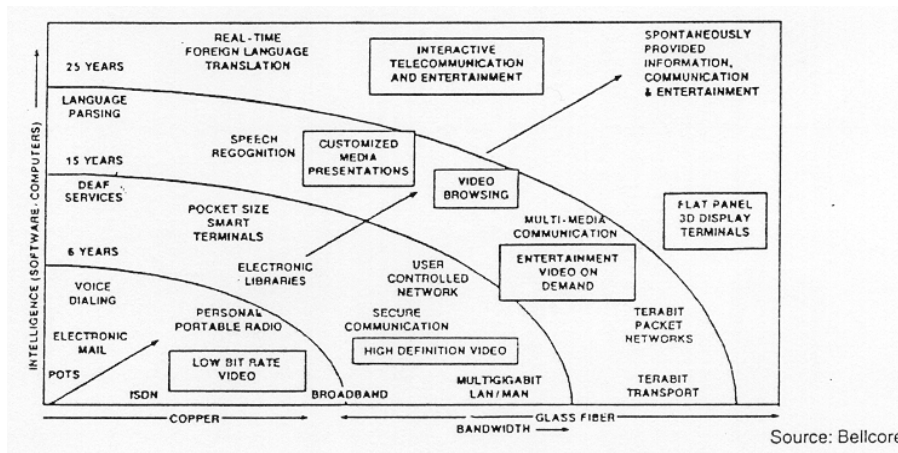 REAL-TIME
FOREIGN LANGUAGE
TRANSLATION
INTERACTIVE
TELECOMMUNICATION
AND ENTERTAINMENT
SPONTANEOUSLY
PROVIDED
INFORMATION,
COMMUNICATION
& ENTERTAINMENT
25 YEARS
LANGUAGE
PARSING
SPEECH
REGOGNITION
CUSTOMIZED
MEDIA
PRESENTATIONS
15 YEARS
DEAF
SERVICES
VIDEO
BROWSING
FLAT PANEL
3D DISPLAY
TERMINALS
POCKET SIZE
SMART
TERMINALS
MULTI-MEDIA
COMMUNICATION
6 YEARS
ELECTRONIC
LIBRARIES
USER
CONTROLLED
NETWORK
ENTERTAINMENT
VIDEO ON
DEMAND
VOICE
DIALING
PERSONAL
PORTABLE RADIO
SECURE
COMMUNICATION
TERABIT
PACKET
NETWORKS
ELECTRONIC
MAIL
LOW BIT RATE
VIDEO
HIGH DEFINITION VIDEO
POTS
ISDN
BROADBAND
MULTIGIGABIT
LAN/MAN
TERABIT
TRANSPORT
INTELLIGENCE (SOFTWARE-COMPUTERS)
COPPER
GLASS FIBER
BANDWIDTH
Source: Bellcore